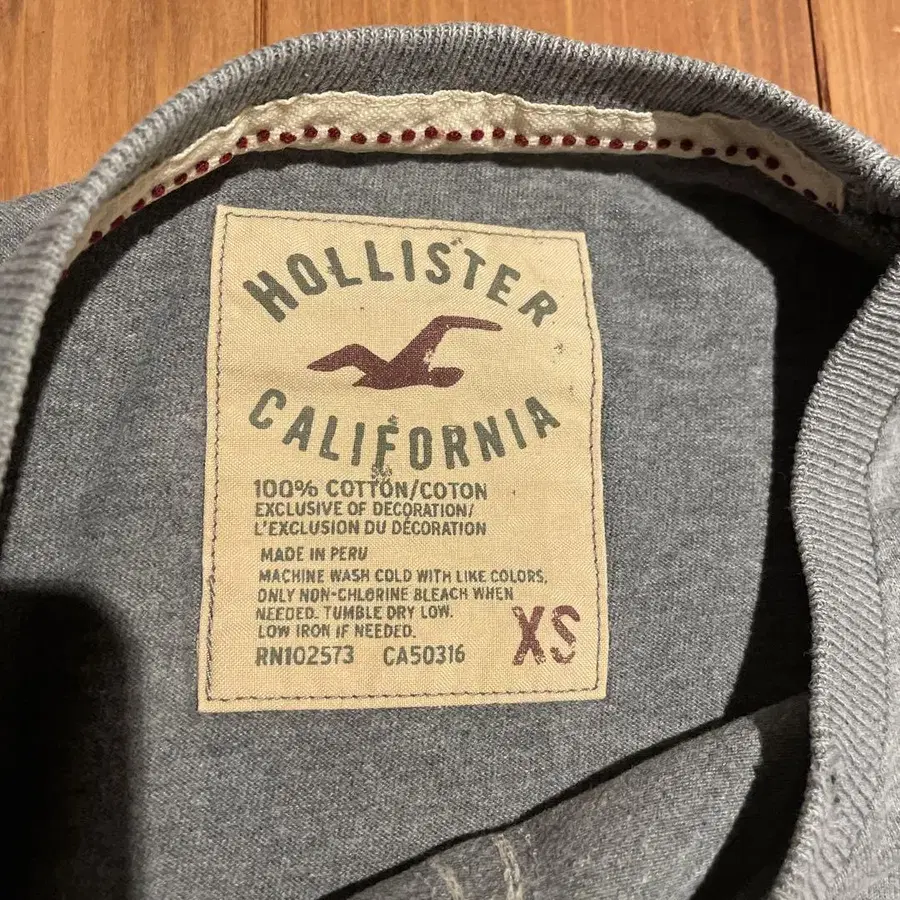 HOLLISTER
CALIFORNIA
100% COTTON/COTON
EXCLUSIVE OF DECORATION/
L'EXCLUSION DU DÉCORATION
MADE IN PERU
MACHINE WASH COLD WITH LIKE COLORS,
ONLY NON-CHLORINE BLEACH WHEN
NEEDED. TUMBLE DRY LOW.
LOW IRON IF NEEDED.
RN102573 CA50316
XS